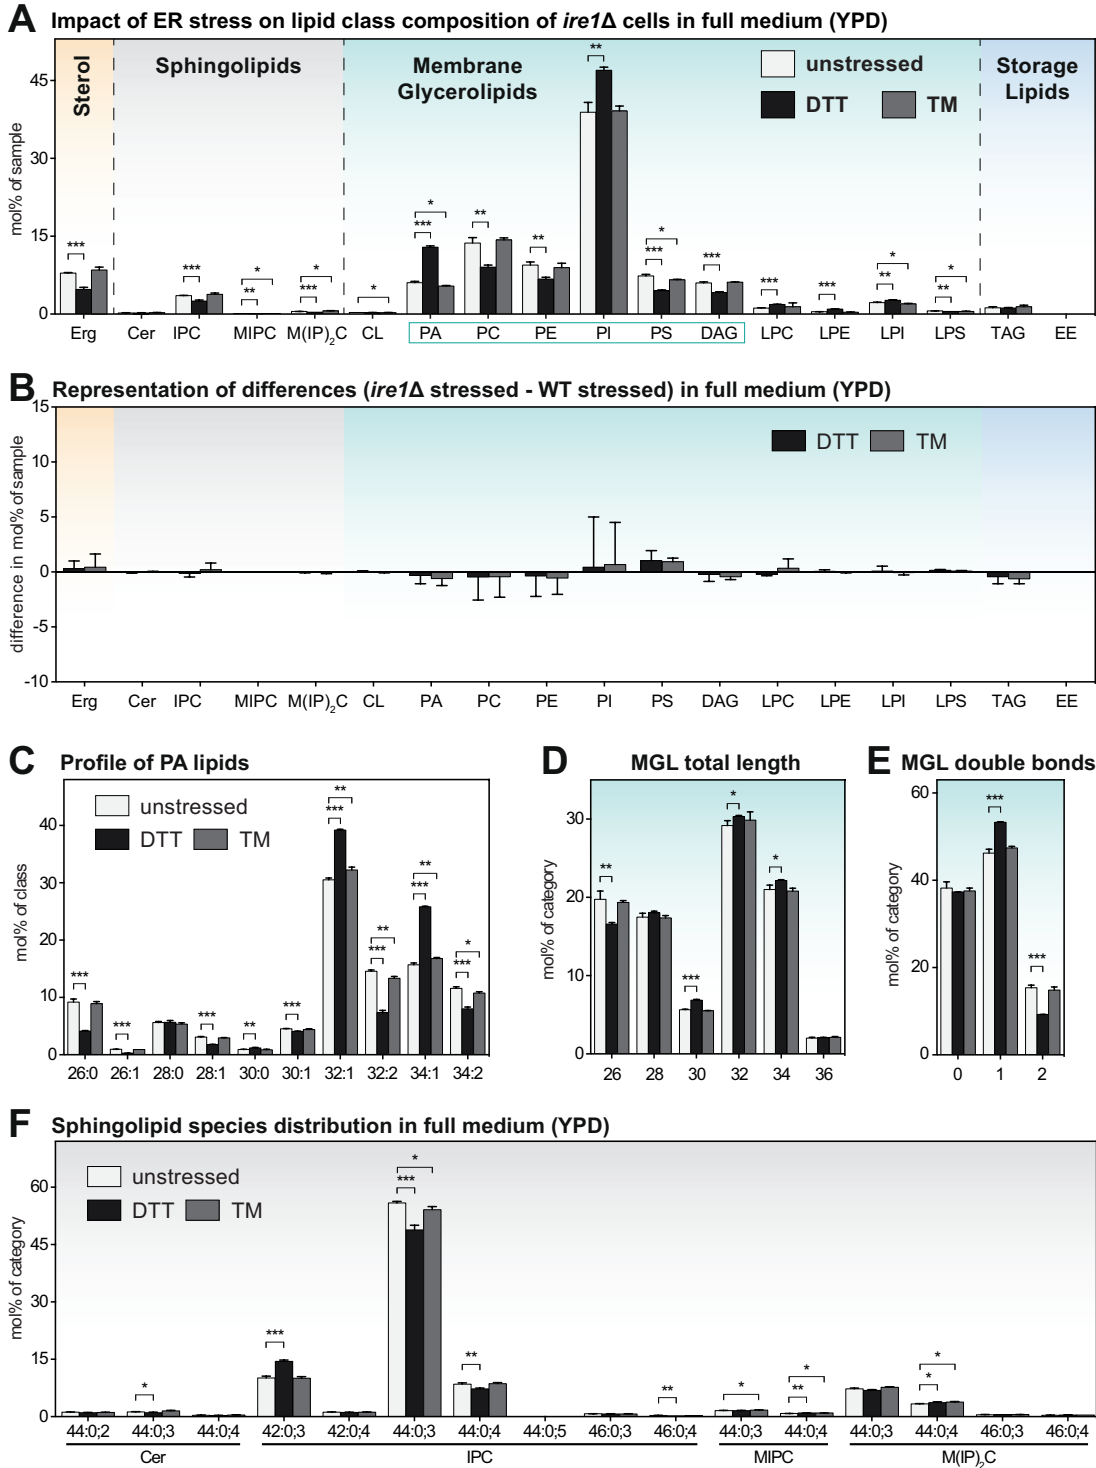 A Impact of ER stress on lipid class composition of ire1Δ cells in full medium (YPD)
Sterol
Sphingolipids
Membrane
Glycerolipids
Storage
Lipids
unstressed
DTT TM
mol% of sample
45
30
15
0
*** *** ** * *** * * *** * ** ** ** *** * *** *** *** ** * ** *
Erg Cer IPC MIPC M(IP)2C CL PA PC PE PI PS DAG LPC LPE LPI LPS TAG EE
B Representation of differences (ire1Δ stressed - WT stressed) in full medium (YPD)
DTT TM
difference in mol% of sample
15
10
5
0
-5
-10
Erg Cer IPC MIPC M(IP)2C CL PA PC PE PI PS DAG LPC LPE LPI LPS TAG EE
C Profile of PA lipids
unstressed
DTT TM
mol% of class
40
30
20
10
0
*** *** *** ** *** *** ** *** ** *** ** *** *
26:0 26:1 28:0 28:1 30:0 30:1 32:1 32:2 34:1 34:2
D MGL total length
mol% of category
30
20
10
0
** *** * *
26 28 30 32 34 36
E MGL double bonds
mol% of category
60
40
20
0
*** ***
0 1 2
F Sphingolipid species distribution in full medium (YPD)
unstressed
DTT TM
mol% of category
60
45
30
15
0
* *** *** * ** ** * ** * * *
44:0;2 44:0;3 44:0;4 42:0;3 42:0;4 44:0;3 44:0;4 44:0;5 46:0;3 46:0;4 44:0;3 44:0;4 44:0;3 44:0;4 46:0;3 46:0;4
Cer IPC MIPC M(IP)2C